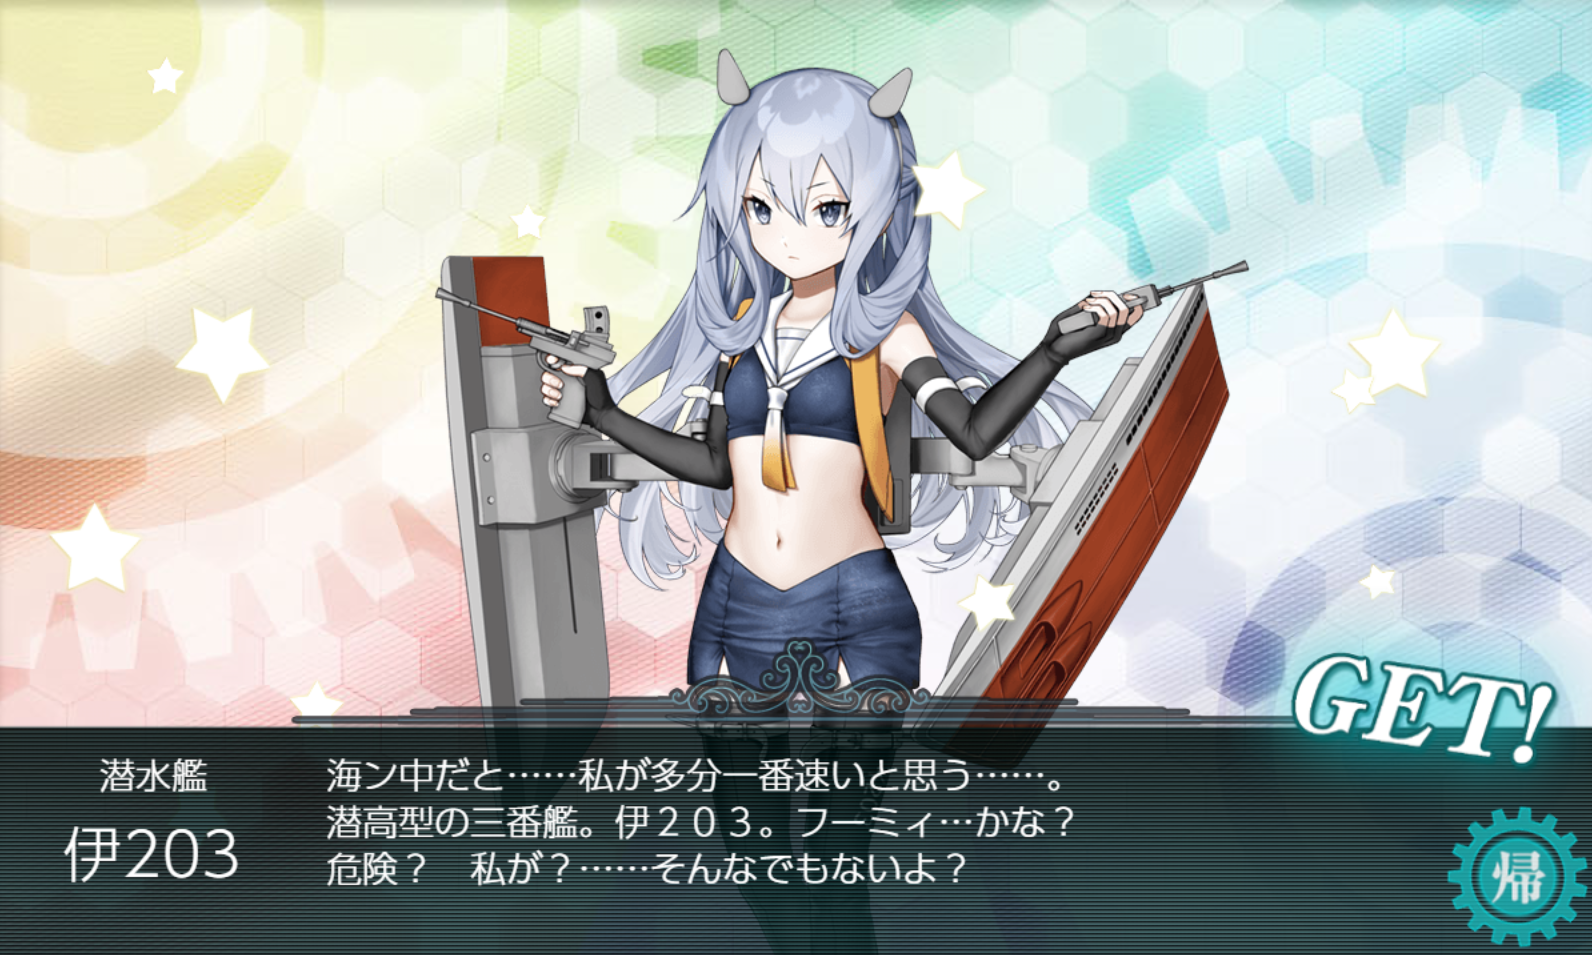 GET!
潜水艦
伊203
海ン中だと……私が多分一番速いと思う……。
潜高型の三番艦。伊２０３。フーミィ…かな？
危険？　私が？……そんなでもないよ？
帰